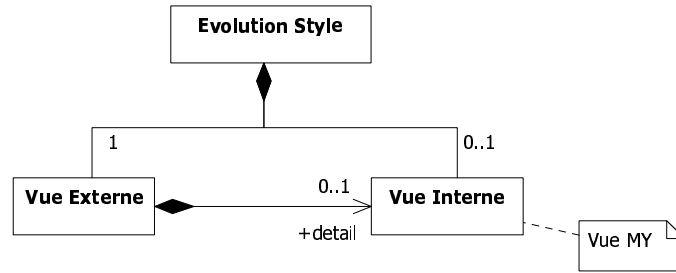 Evolution Style
1
0..1
Vue Externe
0..1
Vue Interne
+detail
Vue MY